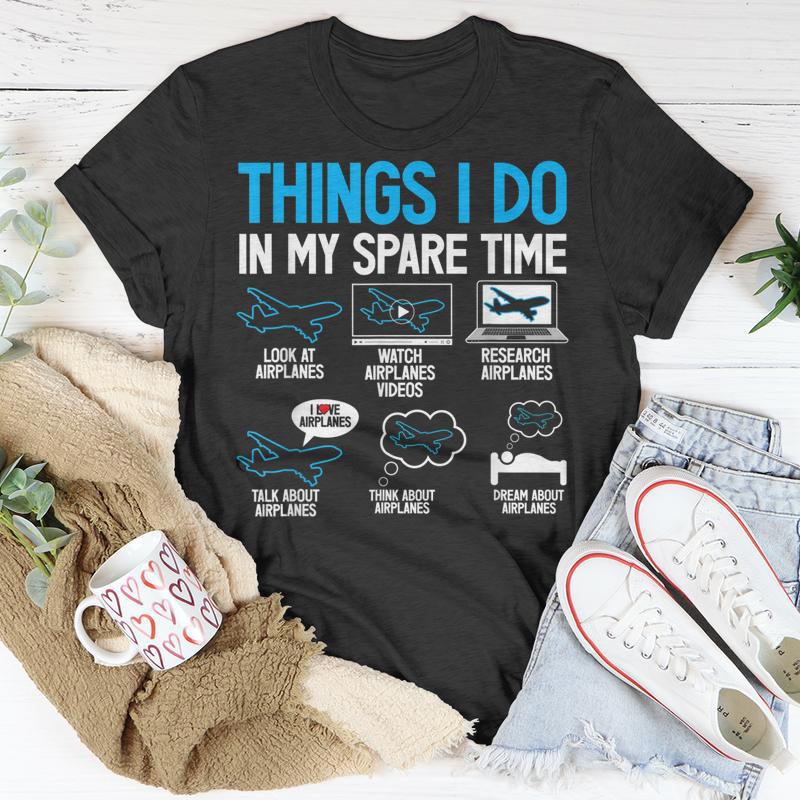 THINGS I DO
IN MY SPARE TIME
LOOK AT
AIRPLANES
WATCH
AIRPLANES
VIDEOS
RESEARCH
AIRPLANES
I LOVE
AIRPLANES
TALK ABOUT
AIRPLANES
THINK ABOUT
AIRPLANES
DREAM ABOUT
AIRPLANES